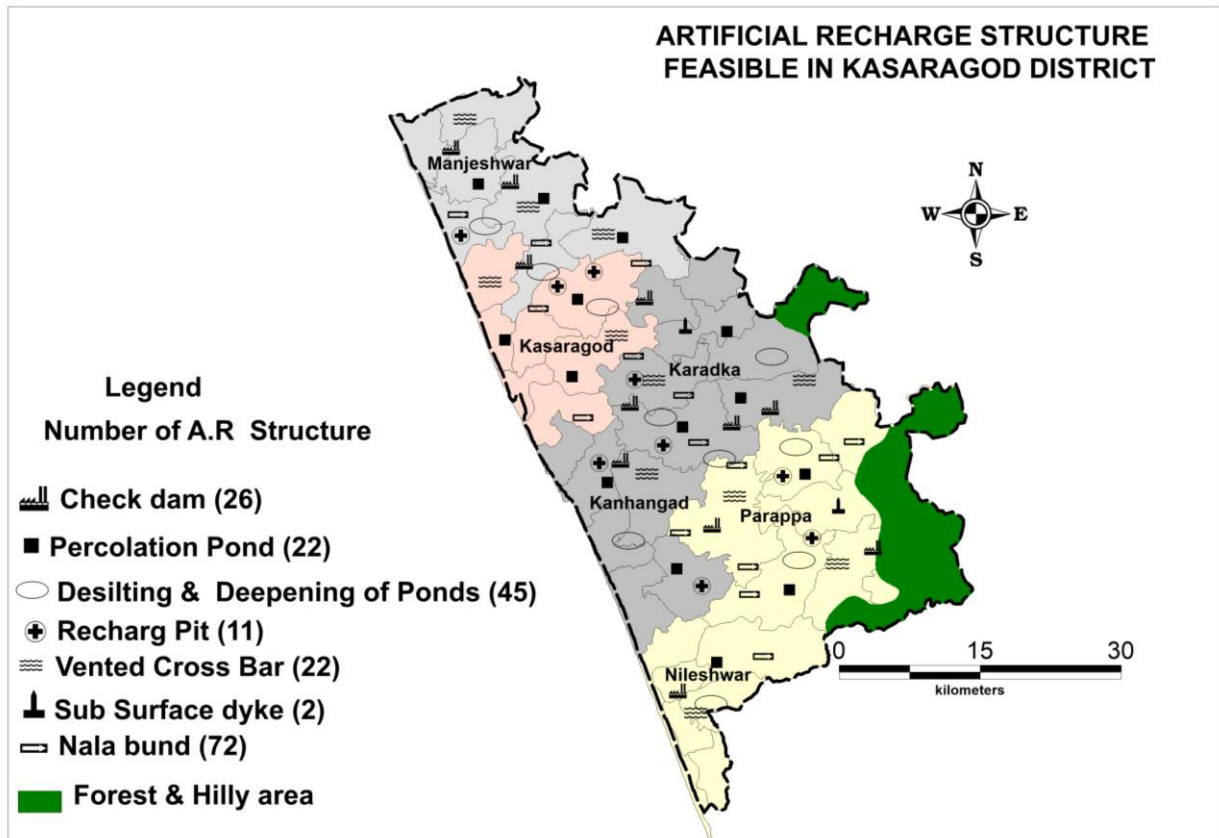 ARTIFICIAL RECHARGE STRUCTURE
FEASIBLE IN KASARAGOD DISTRICT
N
W
E
S
Manjeshwar
Kasaragod
Karadka
Kanhangad
Parappa
Nileshwar
Legend
Number of A.R Structure
Check dam (26)
Percolation Pond (22)
Desilting & Deepening of Ponds (45)
Recharg Pit (11)
Vented Cross Bar (22)
Sub Surface dyke (2)
Nala bund (72)
Forest & Hilly area
0 15 30
kilometers